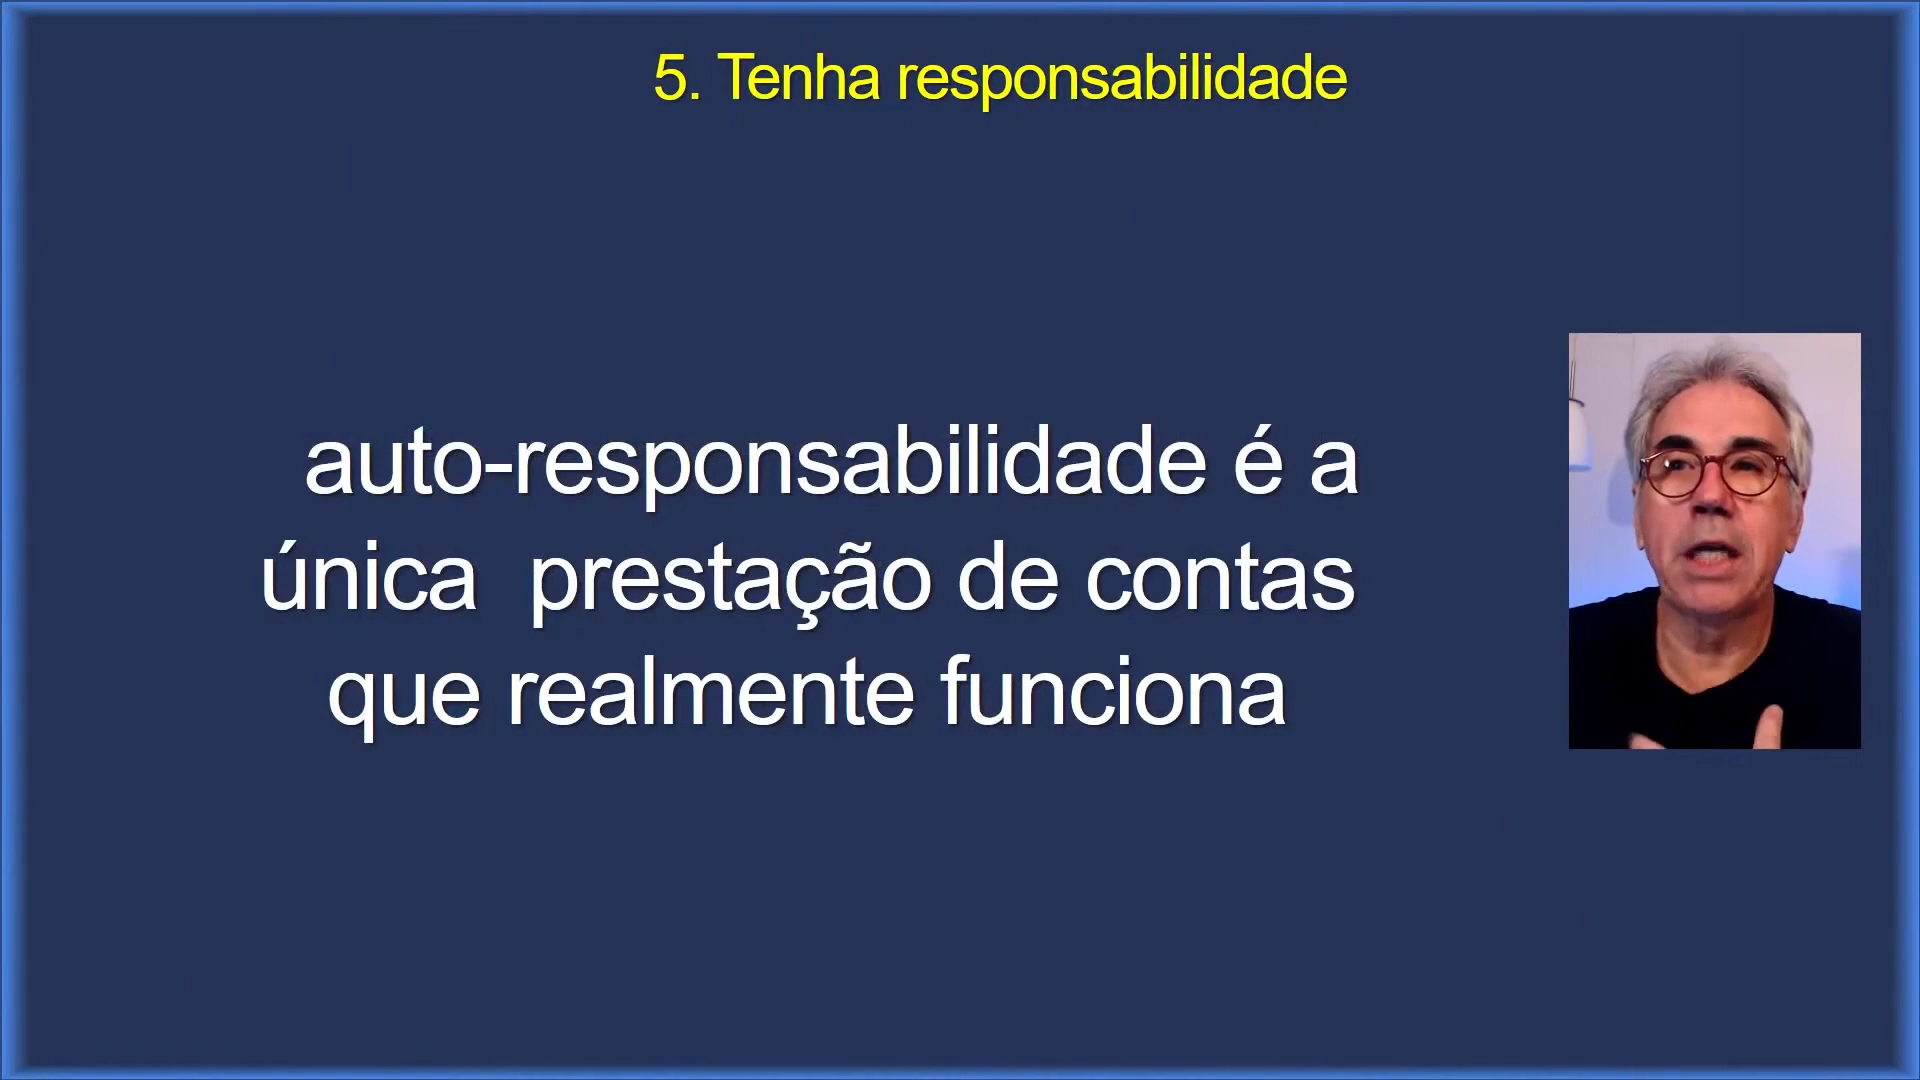 5. Tenha responsabilidade
auto-responsabilidade é a
única  prestação de contas
que realmente funciona